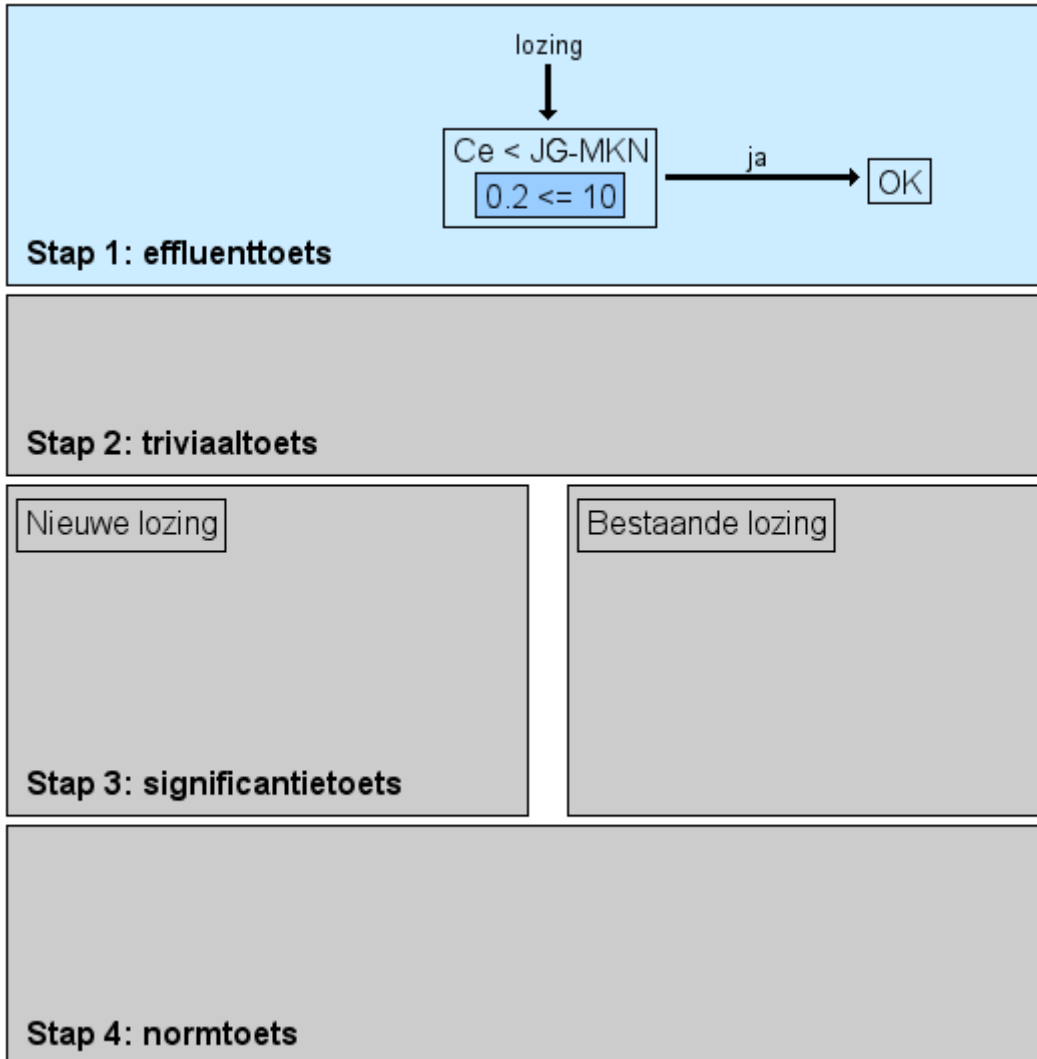 lozing
Ce < JG-MKN
0.2 <= 10
ja
OK
Stap 1: effluenttoets
Stap 2: triviaaltoets
Nieuwe lozing
Bestaande lozing
Stap 3: significantietoets
Stap 4: normtoets